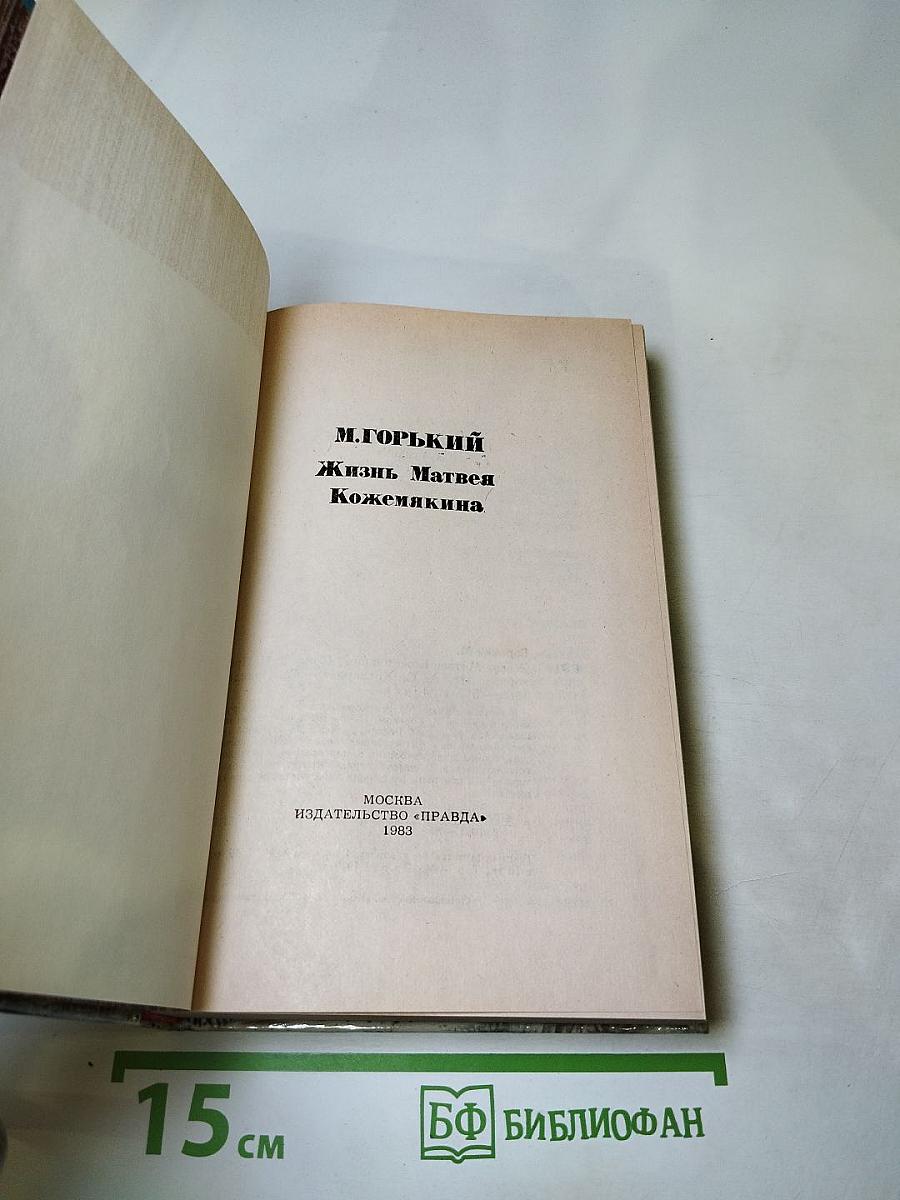 М.ГОРЬКИЙ
Жизнь Матвея
Кожемякина
МОСКВА
ИЗДАТЕЛЬСТВО «ПРАВДА»
1983
15 см
БФ БИБЛИОФАН